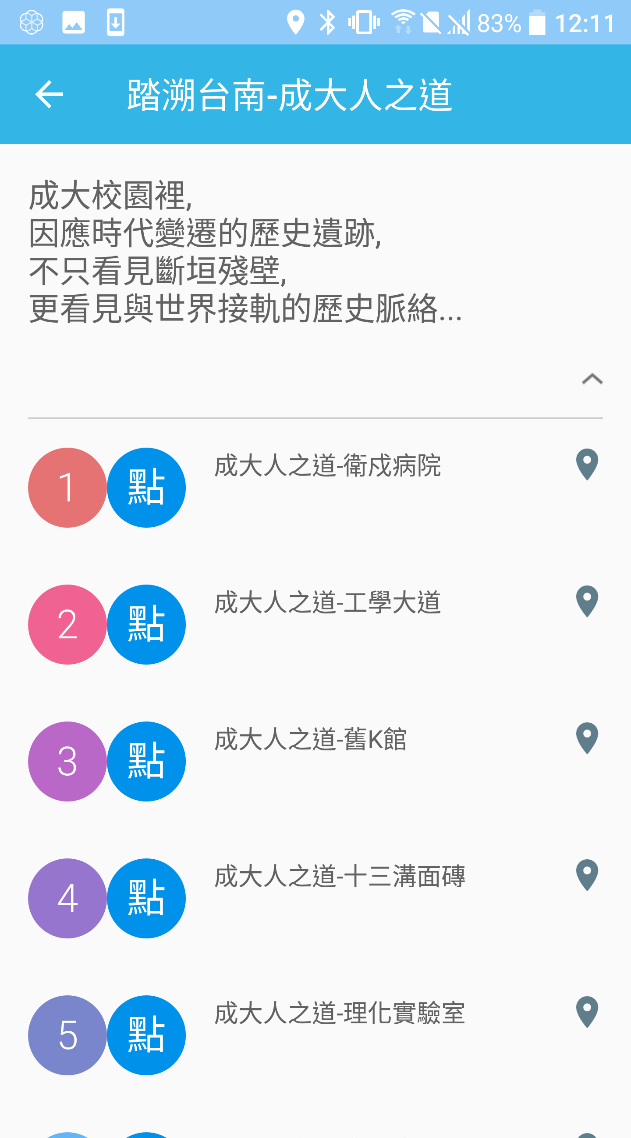 83% 12:11
踏溯台南-成大人之道
成大校園裡,
因應時代變遷的歷史遺跡,
不只看見斷垣殘壁,
更看見與世界接軌的歷史脈絡...
1 點 成大人之道-衛戍病院
2 點 成大人之道-工學大道
3 點 成大人之道-舊K館
4 點 成大人之道-十三溝面磚
5 點 成大人之道-理化實驗室